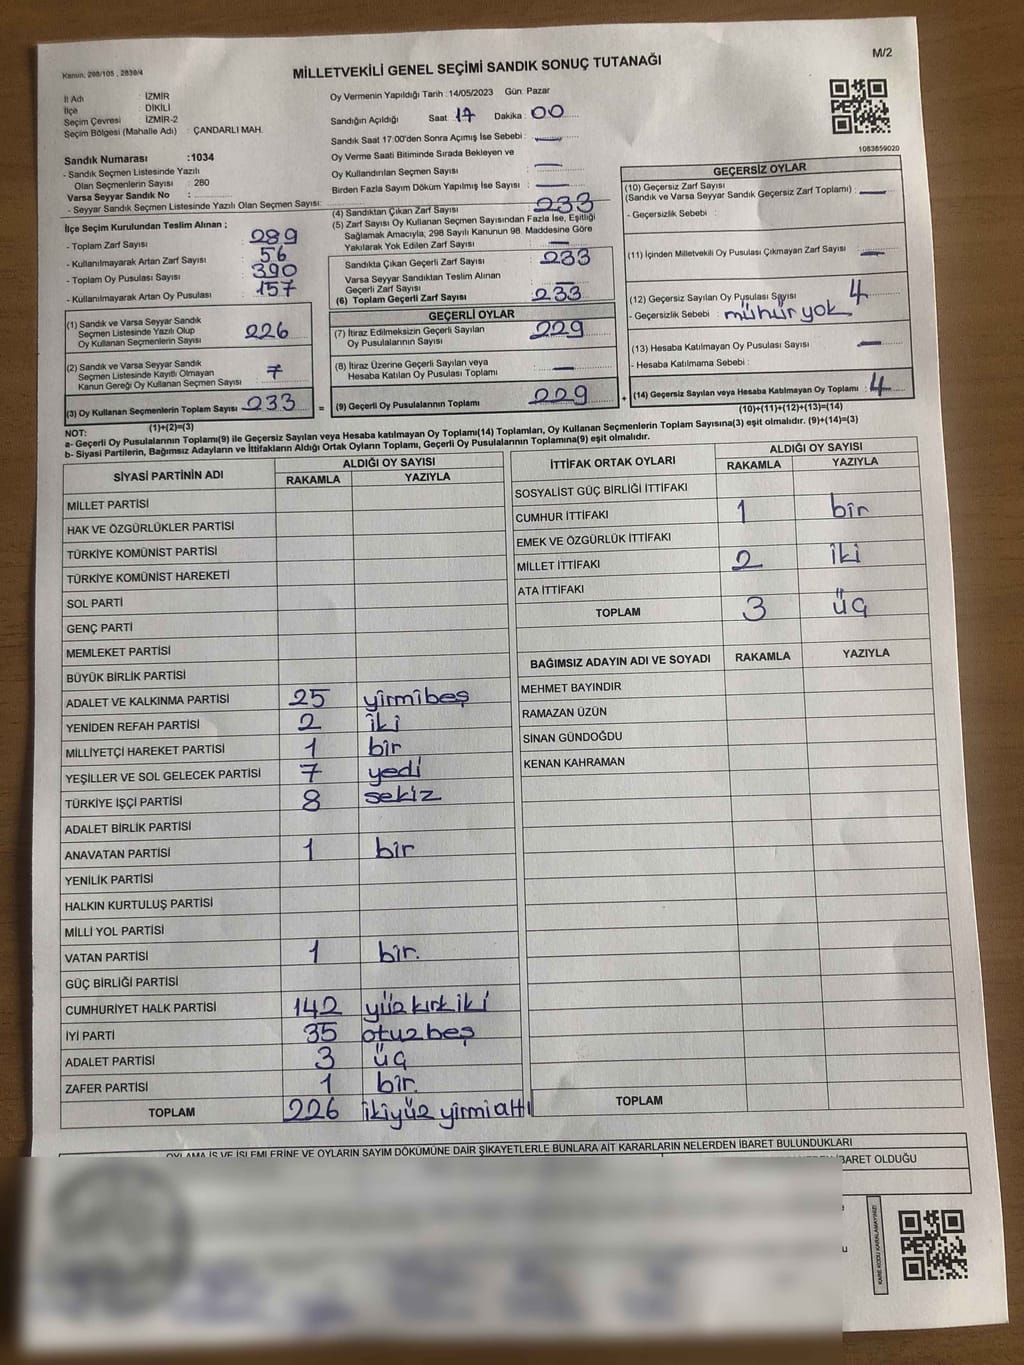 Kanun: 298/105 , 2839/4
M/2
MİLLETVEKİLİ GENEL SEÇİMİ SANDIK SONUÇ TUTANAĞI
İl Adı : İZMİR
İlçe : DİKİLİ
Seçim Çevresi : İZMİR-2
Seçim Bölgesi (Mahalle Adı) : ÇANDARLI MAH.
Sandık Numarası :1034
- Sandık Seçmen Listesinde Yazılı
Olan Seçmenlerin Sayısı : 280
Varsa Seyyar Sandık No :
- Seyyar Sandık Seçmen Listesinde Yazılı Olan Seçmen Sayısı:
Oy Vermenin Yapıldığı Tarih : 14/05/2023 Gün: Pazar
Sandığın Açıldığı Saat 17 Dakika : 00
Sandık Saat 17:00'den Sonra Açımış İse Sebebi : —
Oy Verme Saati Bitiminde Sırada Bekleyen ve
Oy Kullandırılan Seçmen Sayısı : —
Birden Fazla Sayım Döküm Yapılmış İse Sayısı : —
1083859020
İlçe Seçim Kurulundan Teslim Alınan ;
- Toplam Zarf Sayısı : 289
- Kullanılmayarak Artan Zarf Sayısı : 56
- Toplam Oy Pusulası Sayısı : 390
- Kullanılmayarak Artan Oy Pusulası : 157
(1) Sandık ve Varsa Seyyar Sandık
Seçmen Listesinde Yazılı Olup
Oy Kullanan Seçmenlerin Sayısı : 226
(2) Sandık ve Varsa Seyyar Sandık
Seçmen Listesinde Kayıtlı Olmayan
Kanun Gereği Oy Kullanan Seçmen Sayısı : 7
(3) Oy Kullanan Seçmenlerin Toplam Sayısı : 233
(1)+(2)=(3)
(4) Sandıktan Çıkan Zarf Sayısı : 233
(5) Zarf Sayısı Oy Kullanan Seçmen Sayısından Fazla İse, Eşitliği
Sağlamak Amacıyla, 298 Sayılı Kanunun 98. Maddesine Göre
Yakılarak Yok Edilen Zarf Sayısı : —
Sandıkta Çıkan Geçerli Zarf Sayısı : 233
Varsa Seyyar Sandıktan Teslim Alınan
Geçerli Zarf Sayısı : —
(6) Toplam Geçerli Zarf Sayısı : 233
GEÇERLİ OYLAR
(7) İtiraz Edilmeksizin Geçerli Sayılan
Oy Pusulasının Sayısı : 229
(8) İtiraz Üzerine Geçerli Sayılan veya
Hesaba Katılan Oy Pusulası Toplamı : —
= (9) Geçerli Oy Pusulalarının Toplamı : 229
GEÇERSİZ OYLAR
(10) Geçersiz Zarf Sayısı
(Sandık ve Varsa Seyyar Sandık Geçersiz Zarf Toplamı) : —
- Geçersizlik Sebebi :
(11) İçinden Milletvekili Oy Pusulası Çıkmayan Zarf Sayısı : —
(12) Geçersiz Sayılan Oy Pusulası Sayısı : 4
- Geçersizlik Sebebi : mühür yok
(13) Hesaba Katılmayan Oy Pusulası Sayısı : —
- Hesaba Katılmama Sebebi :
+ (14) Geçersiz Sayılan veya Hesaba Katılmayan Oy Toplamı : 4
(10)+(11)+(12)+(13)=(14)
NOT:
a- Geçerli Oy Pusulalarının Toplamı(9) ile Geçersiz Sayılan veya Hesaba katılmayan Oy Toplamı(14) Toplamları, Oy Kullanan Seçmenlerin Toplam Sayısına(3) eşit olmalıdır. (9)+(14)=(3)
b- Siyasi Partilerin, Bağımsız Adayların ve İttifakların Aldığı Ortak Oyların Toplamı, Geçerli Oy Pusulalarının Toplamına(9) eşit olmalıdır.
SİYASİ PARTİNİN ADI ALDIĞI OY SAYISI
RAKAMLA YAZIYLA
MİLLET PARTİSİ
HAK VE ÖZGÜRLÜKLER PARTİSİ
TÜRKİYE KOMÜNİST PARTİSİ
TÜRKİYE KOMÜNİST HAREKETİ
SOL PARTİ
GENÇ PARTİ
MEMLEKET PARTİSİ
BÜYÜK BİRLİK PARTİSİ
ADALET VE KALKINMA PARTİSİ 25 yirmibeş
YENİDEN REFAH PARTİSİ 2 iki
MİLLİYETÇİ HAREKET PARTİSİ 1 bir
YEŞİLLER VE SOL GELECEK PARTİSİ 7 yedi
TÜRKİYE İŞÇİ PARTİSİ 8 sekiz
ADALET BİRLİK PARTİSİ
ANAVATAN PARTİSİ 1 bir
YENİLİK PARTİSİ
HALKIN KURTULUŞ PARTİSİ
MİLLİ YOL PARTİSİ
VATAN PARTİSİ 1 bir.
GÜÇ BİRLİĞİ PARTİSİ
CUMHURİYET HALK PARTİSİ 142 yüzkırkiki
İYİ PARTİ 35 otuzbeş
ADALET PARTİSİ 3 üç
ZAFER PARTİSİ 1 bir.
TOPLAM 226 ikiyüz yirmialtı
İTTİFAK ORTAK OYLARI ALDIĞI OY SAYISI
RAKAMLA YAZIYLA
SOSYALİST GÜÇ BİRLİĞİ İTTİFAKI
CUMHUR İTTİFAKI 1 bir
EMEK VE ÖZGÜRLÜK İTTİFAKI
MİLLET İTTİFAKI 2 iki
ATA İTTİFAKI
TOPLAM 3 üç
BAĞIMSIZ ADAYIN ADI VE SOYADI RAKAMLA YAZIYLA
MEHMET BAYINDIR
RAMAZAN ÜZÜN
SİNAN GÜNDOĞDU
KENAN KAHRAMAN
TOPLAM
OYLAMA İŞ VE İŞLEMLERİNE VE OYLARIN SAYIM DÖKÜMÜNE DAİR ŞİKAYETLERLE BUNLARA AİT KARARLARIN NELERDEN İBARET BULUNDUKLARI
İBARET OLDUĞU
KARE KODU KARALAMAYINIZ!